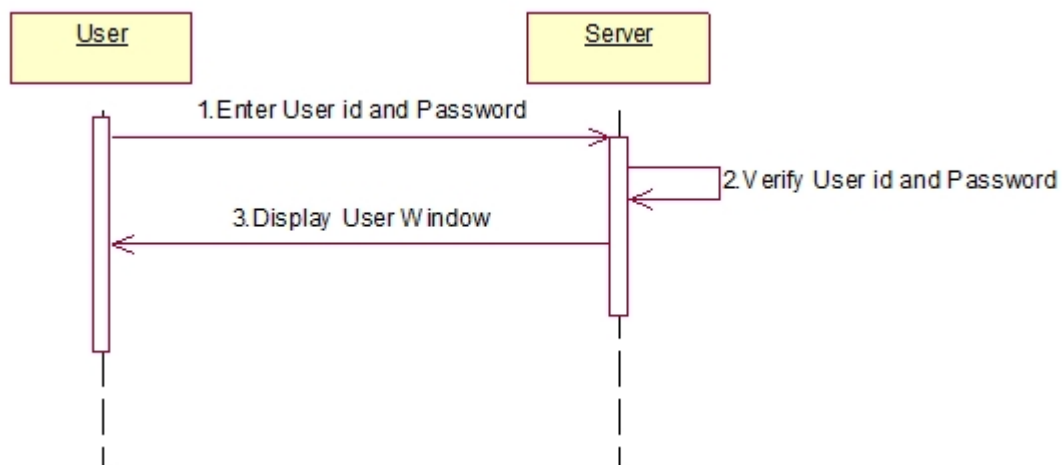 User
Server
1.Enter User id and Password
2.Verify User id and Password
3.Display User Window